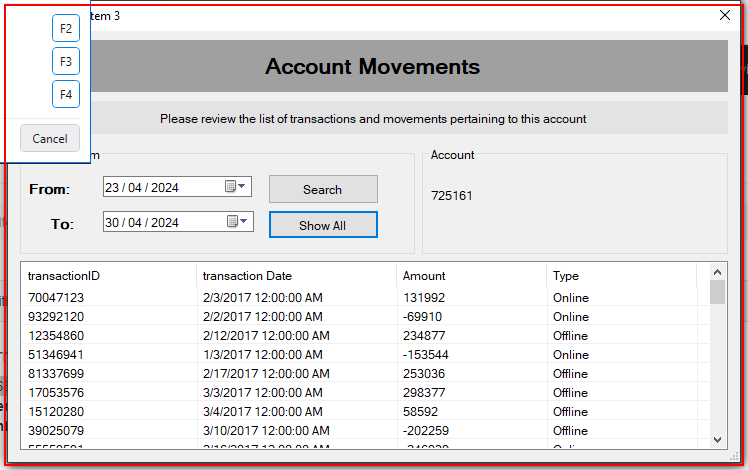 tem 3
F2
F3
F4
Cancel
Account Movements
Please review the list of transactions and movements pertaining to this account
From: 23 / 04 / 2024 Search
To: 30 / 04 / 2024 Show All
Account
725161
transactionID transaction Date Amount Type
70047123 2/3/2017 12:00:00 AM 131992 Online
93292120 2/2/2017 12:00:00 AM -69910 Online
12354860 2/12/2017 12:00:00 AM 234877 Offline
51346941 1/3/2017 12:00:00 AM -153544 Online
81337699 2/17/2017 12:00:00 AM 253036 Offline
17053576 3/3/2017 12:00:00 AM 298377 Offline
15120280 3/4/2017 12:00:00 AM 58592 Offline
39025079 3/10/2017 12:00:00 AM -202259 Offline